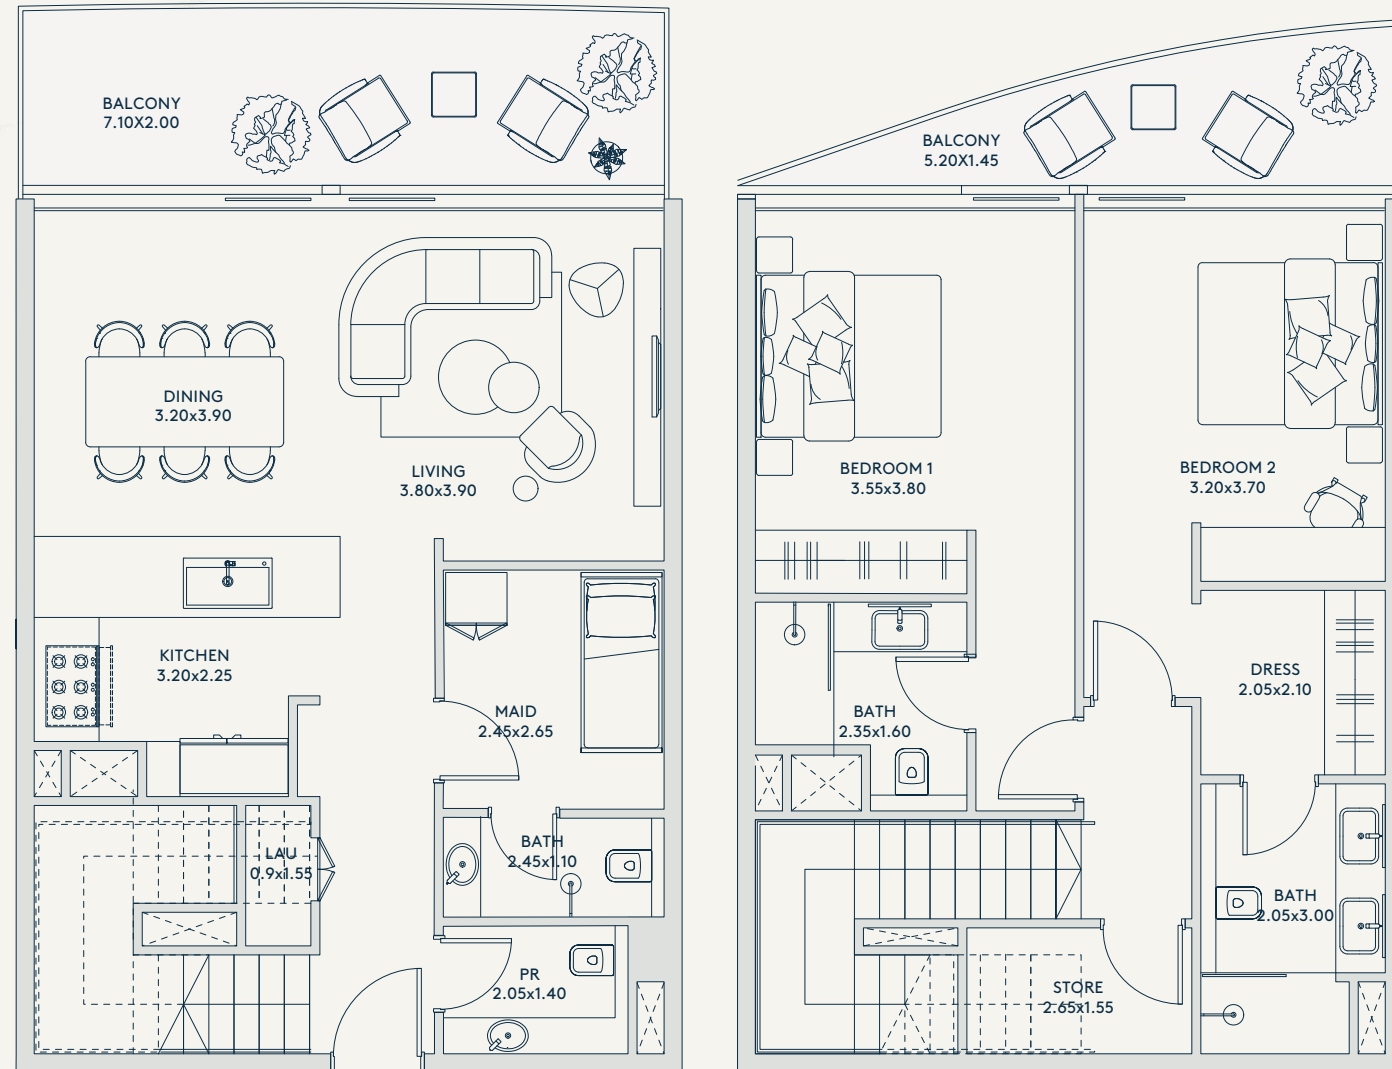 BALCONY
7.10X2.00
DINING
3.20x3.90
LIVING
3.80x3.90
KITCHEN
3.20x2.25
MAID
2.45x2.65
LAU
0.9x1.55
BATH
2.45x1.10
PR
2.05x1.40
BALCONY
5.20X1.45
BEDROOM 1
3.55x3.80
BEDROOM 2
3.20x3.70
DRESS
2.05x2.10
BATH
2.35x1.60
BATH
2.05x3.00
STORE
2.65x1.55